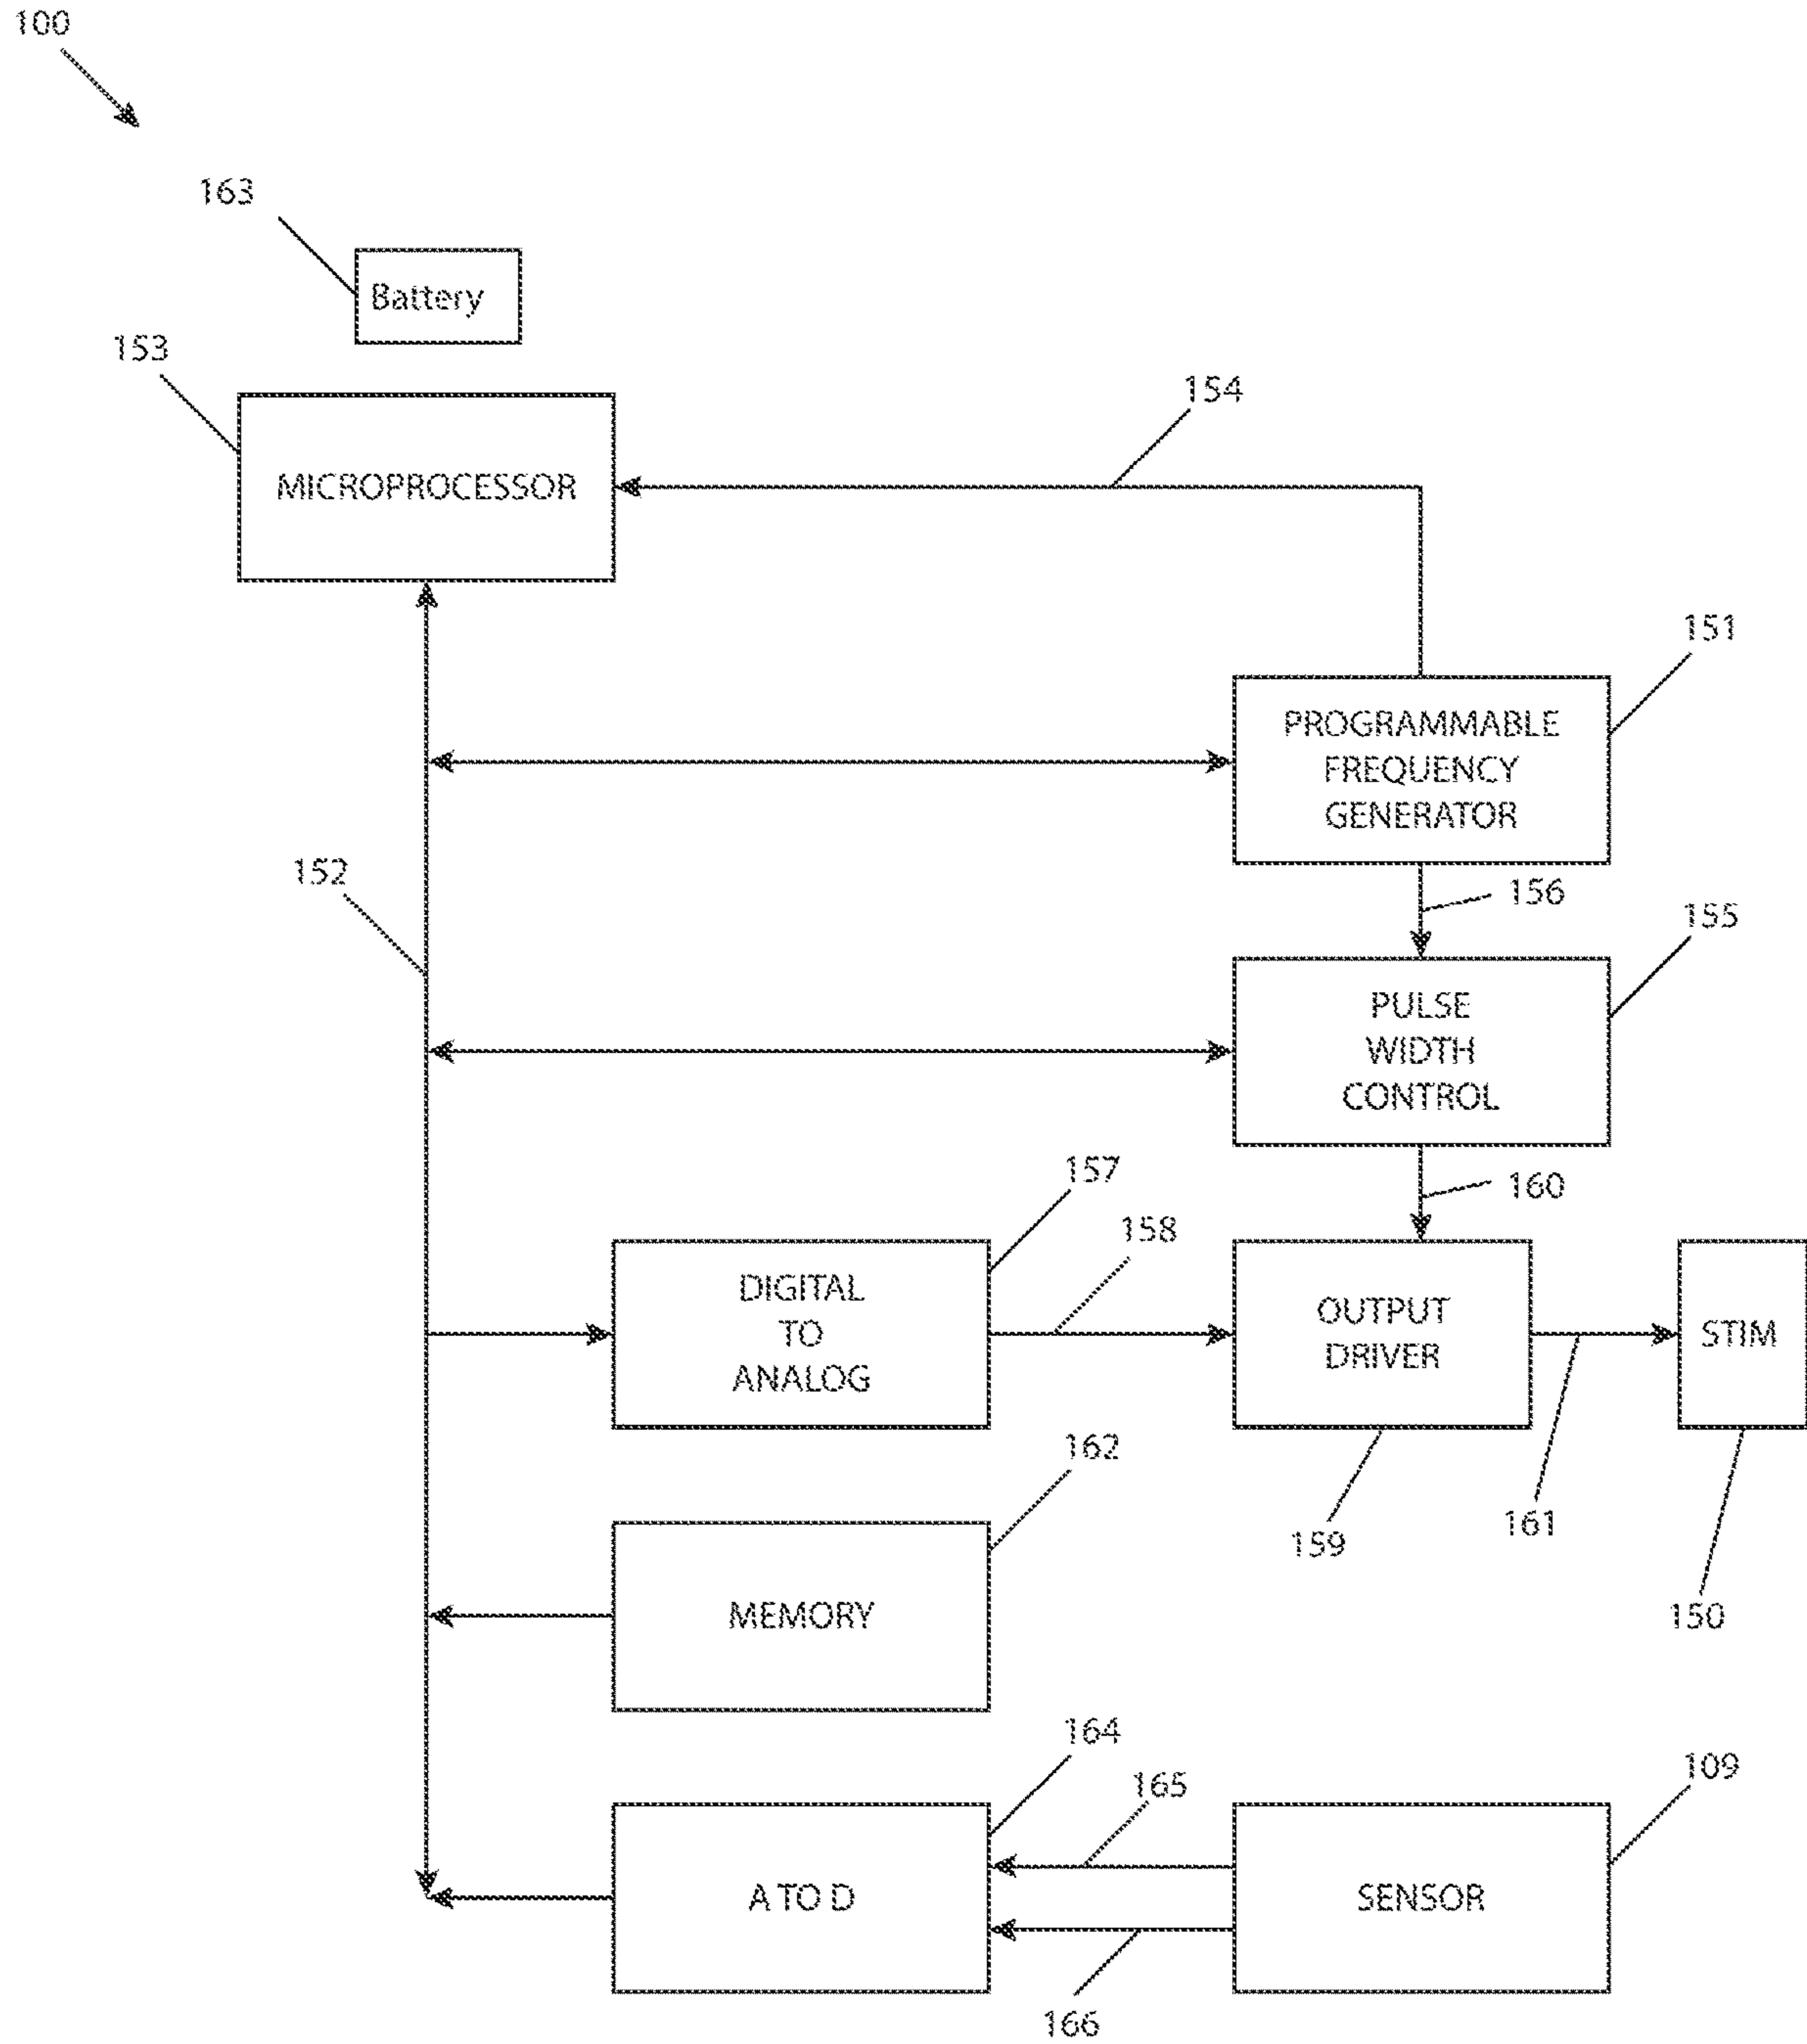 100
163
Battery
153
MICROPROCESSOR
154
151
PROGRAMMABLE
FREQUENCY
GENERATOR
152
156
155
PULSE
WIDTH
CONTROL
157
160
158
DIGITAL
TO
ANALOG
OUTPUT
DRIVER
STIM
162
159
161
150
MEMORY
164
165
109
A TO D
SENSOR
166